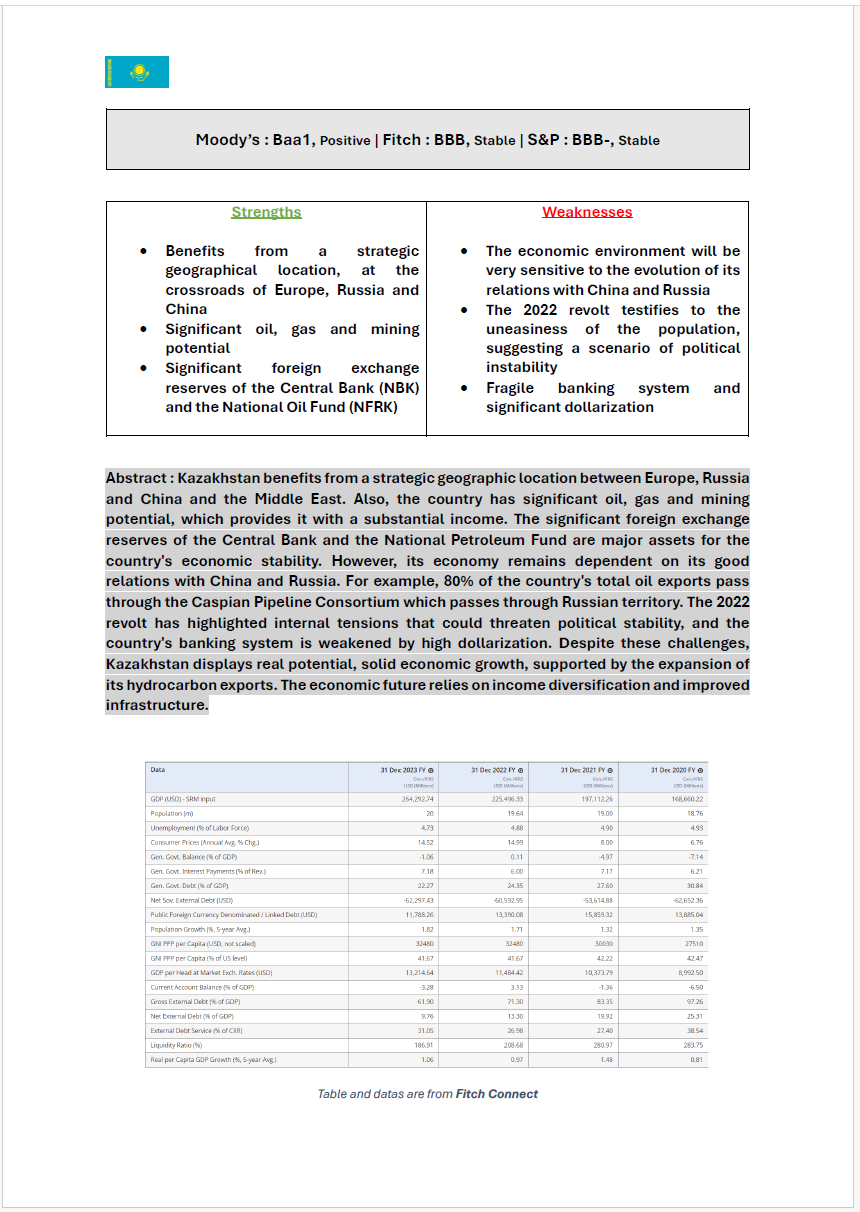 Moody's : Baa1, Positive | Fitch : BBB, Stable | S&P : BBB-, Stable
Strengths
Benefits from a strategic
geographical location, at the
crossroads of Europe, Russia and
China
Significant oil, gas and mining
potential
Significant foreign exchange
reserves of the Central Bank (NBK)
and the National Oil Fund (NFRK)
Weaknesses
The economic environment will be
very sensitive to the evolution of its
relations with China and Russia
The 2022 revolt testifies to the
uneasiness of the population,
suggesting a scenario of political
instability
Fragile banking system and
significant dollarization
Abstract : Kazakhstan benefits from a strategic geographic location between Europe, Russia
and China and the Middle East. Also, the country has significant oil, gas and mining
potential, which provides it with a substantial income. The significant foreign exchange
reserves of the Central Bank and the National Petroleum Fund are major assets for the
country's economic stability. However, its economy remains dependent on its good
relations with China and Russia. For example, 80% of the country's total oil exports pass
through the Caspian Pipeline Consortium which passes through Russian territory. The 2022
revolt has highlighted internal tensions that could threaten political stability, and the
country's banking system is weakened by high dollarization. Despite these challenges,
Kazakhstan displays real potential, solid economic growth, supported by the expansion of
its hydrocarbon exports. The economic future relies on income diversification and improved
infrastructure.
Data 31 Dec 2023 FY 31 Dec 2022 FY 31 Dec 2021 FY 31 Dec 2020 FY
Con./IFRS Con./IFRS Con./IFRS Con./IFRS
USD (Millions) USD (Millions) USD (Millions) USD (Millions)
GDP (USD) - SRM input 264,292.74 225,496.33 197,112.26 168,660.22
Population (m) 20 19.64 19.00 18.76
Unemployment (% of Labor Force) 4.73 4.88 4.90 4.93
Consumer Prices (Annual Avg. % Chg.) 14.52 14.99 8.00 6.76
Gen. Govt. Balance (% of GDP) -1.06 0.11 -4.97 -7.14
Gen. Govt. Interest Payments (% of Rev.) 7.18 6.00 7.17 6.21
Gen. Govt. Debt (% of GDP) 22.27 24.35 27.60 30.84
Net Sov. External Debt (USD) -62,297.43 -60,592.95 -53,614.88 -62,652.36
Public Foreign Currency Denominated / Linked Debt (USD) 11,788.26 13,390.08 15,859.32 13,885.04
Population Growth (%, 5-year Avg.) 1.82 1.71 1.32 1.35
GNI PPP per Capita (USD, not scaled) 32480 32480 30030 27510
GNI PPP per Capita (% of US level) 41.67 41.67 42.22 42.47
GDP per Head at Market Exch. Rates (USD) 13,214.64 11,484.42 10,373.79 8,992.50
Current Account Balance (% of GDP) -3.28 3.13 -1.36 -6.50
Gross External Debt (% of GDP) 61.90 71.30 83.35 97.26
Net External Debt (% of GDP) 9.76 13.30 19.92 25.31
External Debt Service (% of CXR) 31.05 26.98 27.40 38.54
Liquidity Ratio (%) 186.91 208.68 280.97 283.75
Real per Capita GDP Growth (%, 5-year Avg.) 1.06 0.97 1.48 0.81
Table and datas are from Fitch Connect